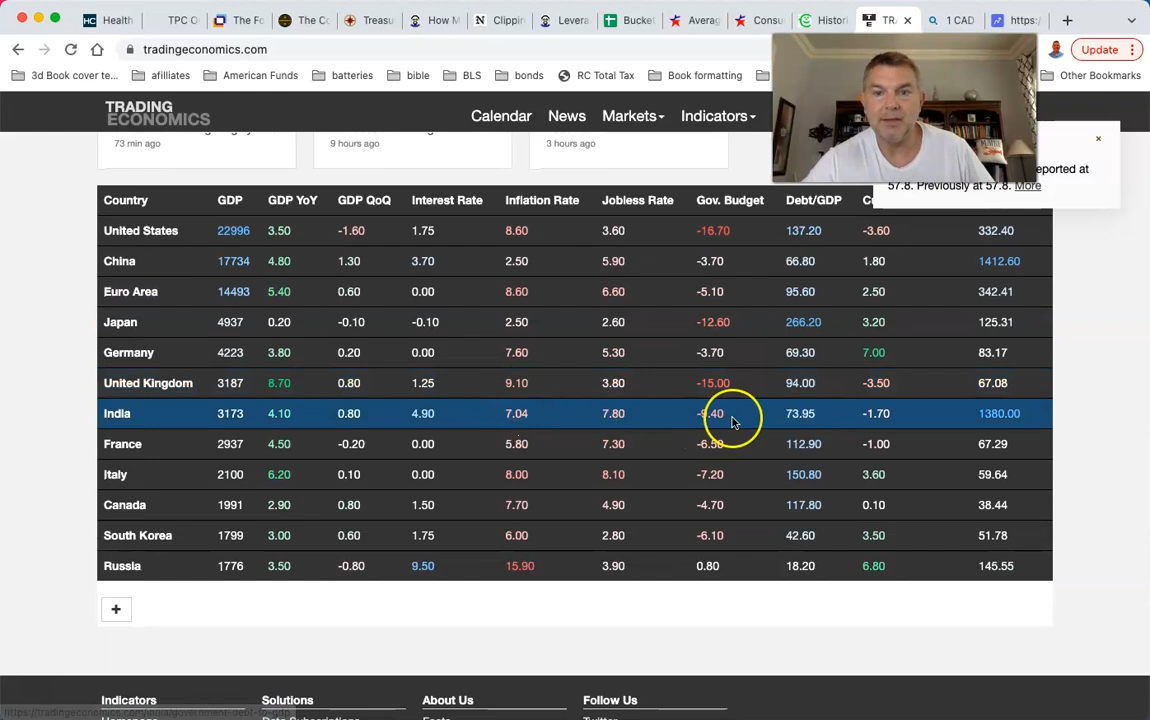 Health TPC O The Fo The Co Treasu How M Clippin Levera Bucket Averag Consu Histori TRA × 1 CAD https:/
tradingeconomics.com Update
3d Book cover te... afilliates American Funds batteries bible BLS bonds RC Total Tax Book formatting Other Bookmarks
TRADING ECONOMICS Calendar News Markets Indicators
73 min ago 9 hours ago 3 hours ago
×
eported at
57.8. Previously at 57.8. More
Country GDP GDP YoY GDP QoQ Interest Rate Inflation Rate Jobless Rate Gov. Budget Debt/GDP
United States 22996 3.50 -1.60 1.75 8.60 3.60 -16.70 137.20 -3.60 332.40
China 17734 4.80 1.30 3.70 2.50 5.90 -3.70 66.80 1.80 1412.60
Euro Area 14493 5.40 0.60 0.00 8.60 6.60 -5.10 95.60 2.50 342.41
Japan 4937 0.20 -0.10 -0.10 2.50 2.60 -12.60 266.20 3.20 125.31
Germany 4223 3.80 0.20 0.00 7.60 5.30 -3.70 69.30 7.00 83.17
United Kingdom 3187 8.70 0.80 1.25 9.10 3.80 -15.00 94.00 -3.50 67.08
India 3173 4.10 0.80 4.90 7.04 7.80 -9.40 73.95 -1.70 1380.00
France 2937 4.50 -0.20 0.00 5.80 7.30 -6.50 112.90 -1.00 67.29
Italy 2100 6.20 0.10 0.00 8.00 8.10 -7.20 150.80 3.60 59.64
Canada 1991 2.90 0.80 1.50 7.70 4.90 -4.70 117.80 0.10 38.44
South Korea 1799 3.00 0.60 1.75 6.00 2.80 -6.10 42.60 3.50 51.78
Russia 1776 3.50 -0.80 9.50 15.90 3.90 0.80 18.20 6.80 145.55
+
Indicators Solutions About Us Follow Us
https://tradingeconomics.com/india/government-debt-to-gdp